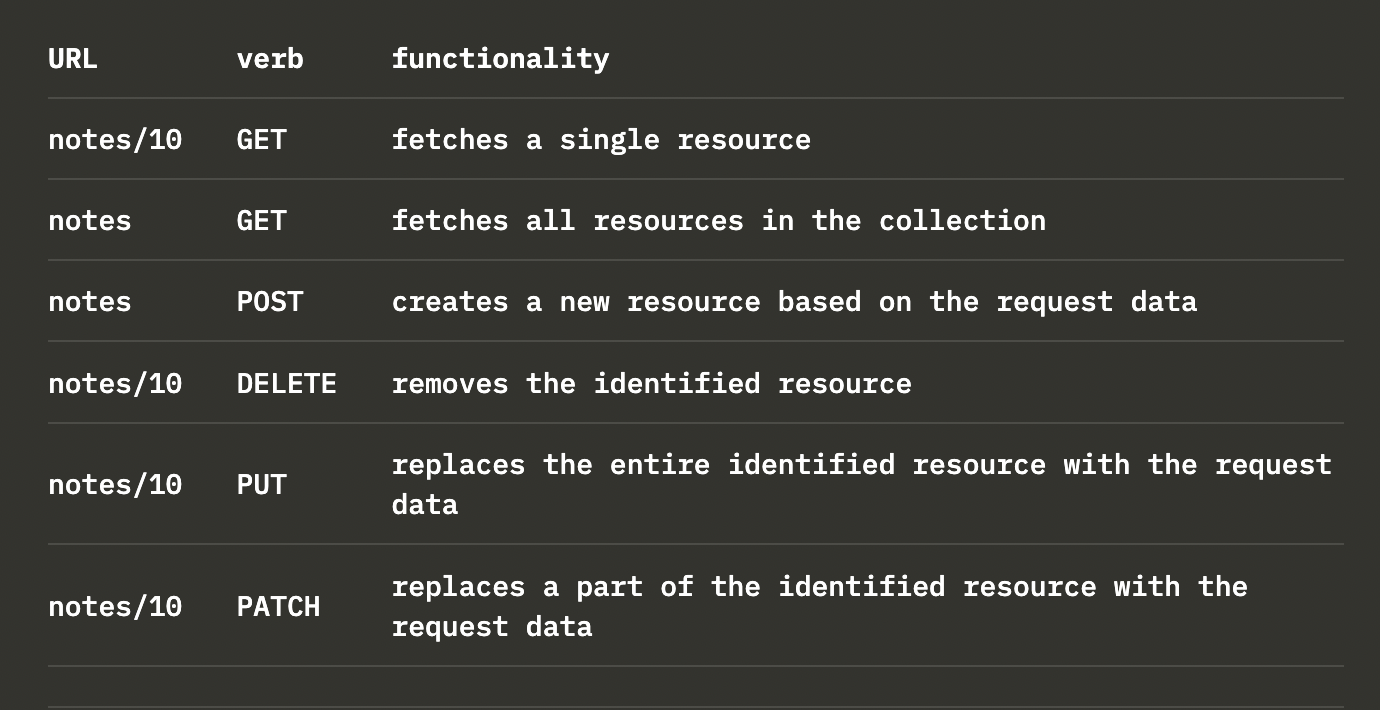 URL verb functionality
notes/10 GET fetches a single resource
notes GET fetches all resources in the collection
notes POST creates a new resource based on the request data
notes/10 DELETE removes the identified resource
notes/10 PUT replaces the entire identified resource with the request
data
notes/10 PATCH replaces a part of the identified resource with the
request data